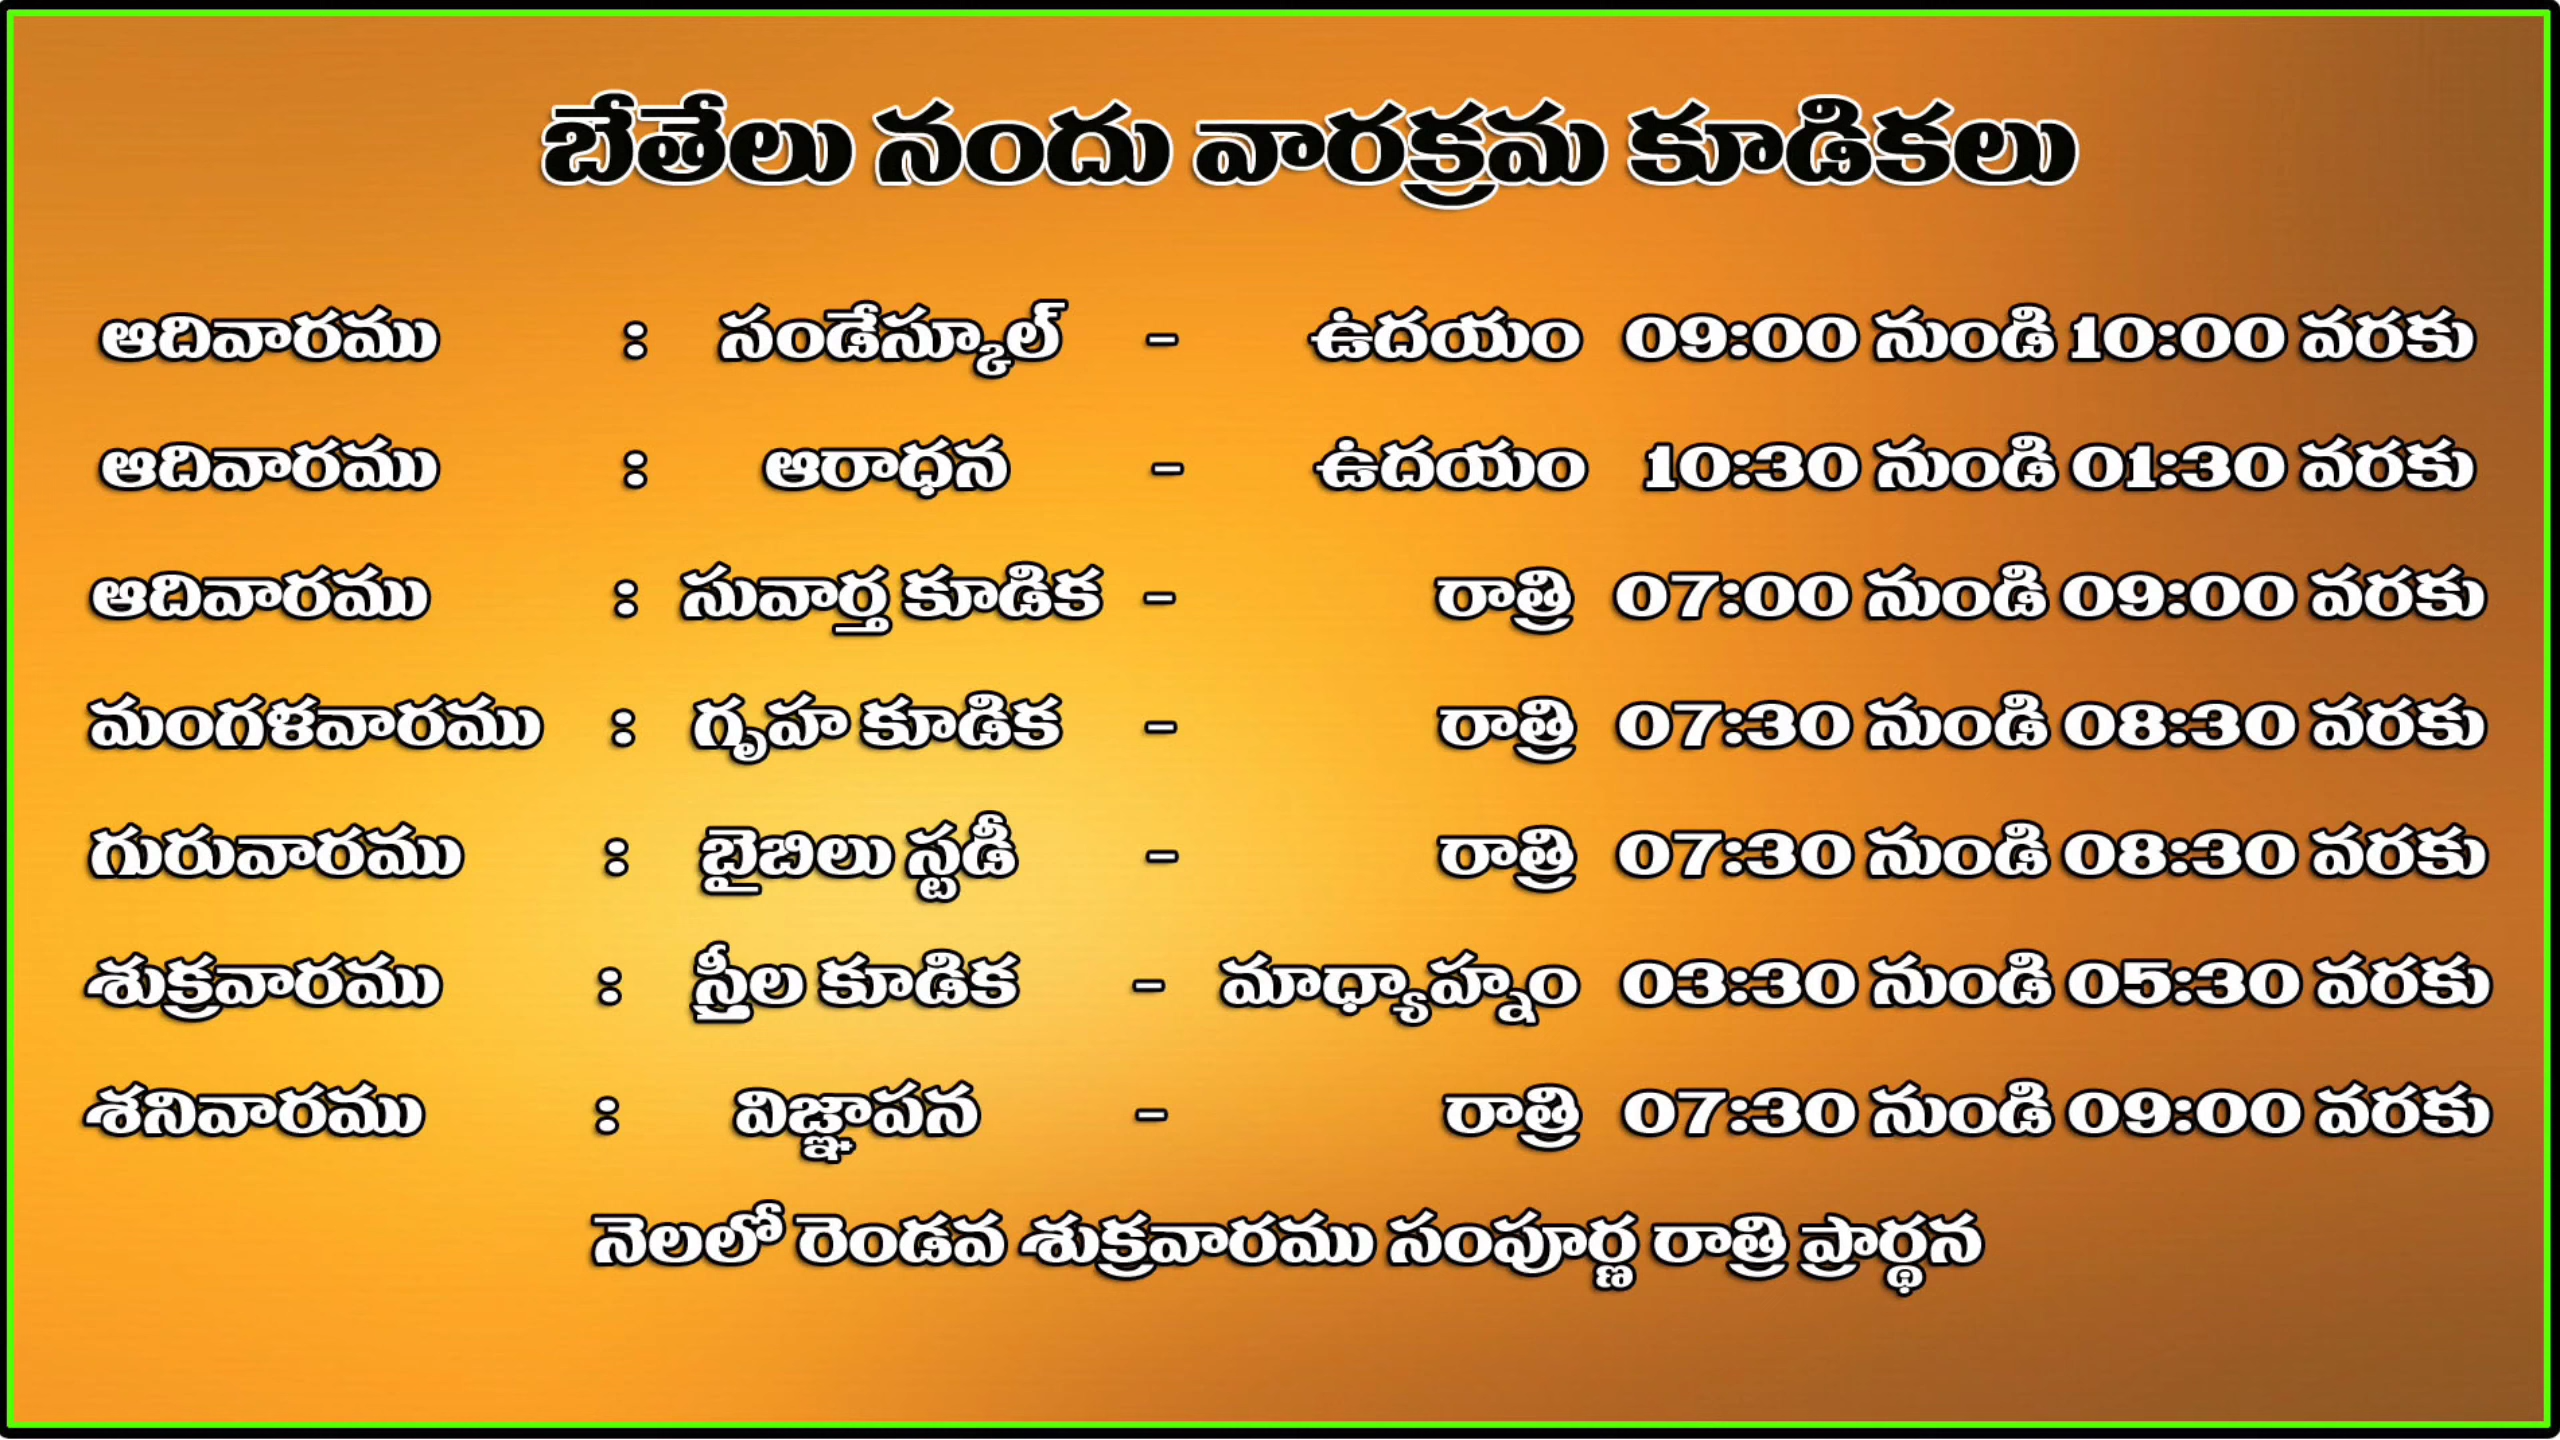 బేతేలు నందు వారక్రమ కూడికలు
ఆదివారము : సండేస్కూల్ - ఉదయం 09:00 నుండి 10:00 వరకు
ఆదివారము : ఆరాధన - ఉదయం 10:30 నుండి 01:30 వరకు
ఆదివారము : సువార్త కూడిక - రాత్రి 07:00 నుండి 09:00 వరకు
మంగళవారము : గృహ కూడిక - రాత్రి 07:30 నుండి 08:30 వరకు
గురువారము : బైబిలు స్టడీ - రాత్రి 07:30 నుండి 08:30 వరకు
శుక్రవారము : స్త్రీల కూడిక - మాధ్యాహ్నం 03:30 నుండి 05:30 వరకు
శనివారము : విజ్ఞాపన - రాత్రి 07:30 నుండి 09:00 వరకు
నెలలో రెండవ శుక్రవారము సంపూర్ణ రాత్రి ప్రార్థన